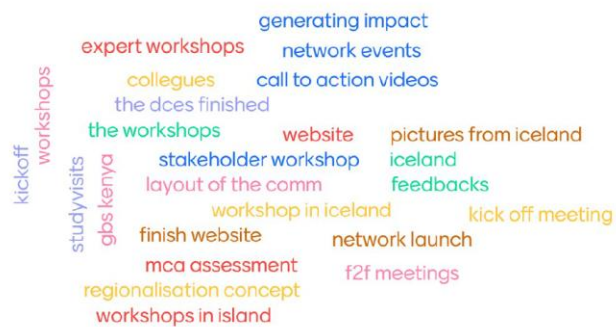 generating impact
expert workshops
network events
collegues
call to action videos
the dces finished
workshops
the workshops
website
pictures from iceland
kickoff
studyvisits
gbs kenya
stakeholder workshop
iceland
layout of the comm
feedbacks
workshop in iceland
kick off meeting
finish website
network launch
mca assessment
f2f meetings
regionalisation concept
workshops in island